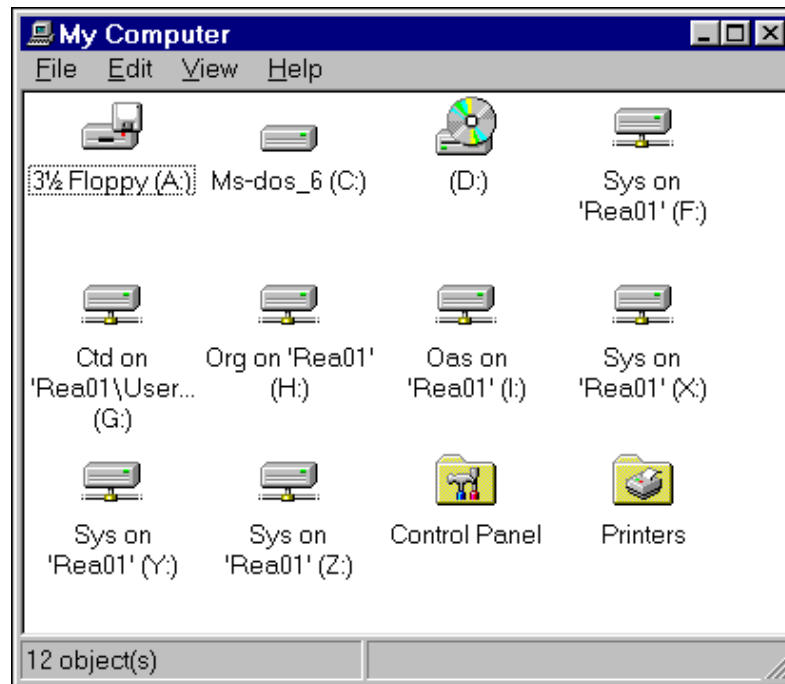 My Computer
File Edit View Help
3½ Floppy (A:) Ms-dos_6 (C:) (D:) Sys on
'Rea01' (F:)
Ctd on Org on 'Rea01' Oas on Sys on
'Rea01\User... (H:) 'Rea01' (I:) 'Rea01' (X:)
(G:)
Sys on Sys on Control Panel Printers
'Rea01' (Y:) 'Rea01' (Z:)
12 object(s)